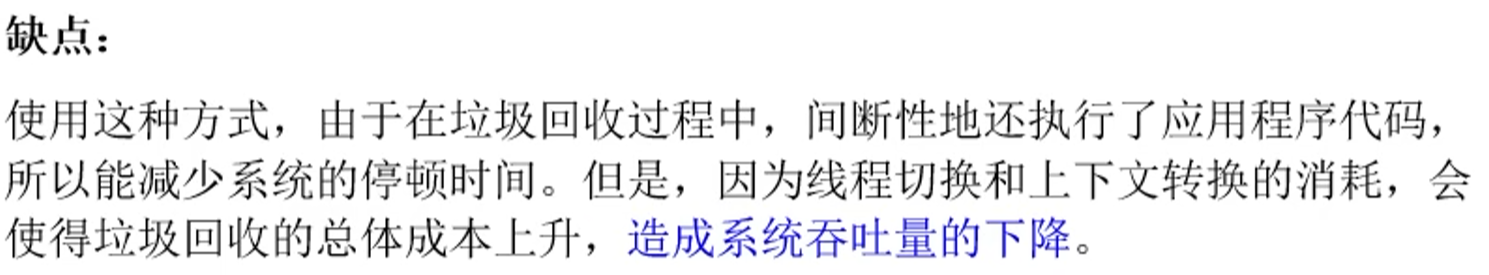 缺点：
使用这种方式，由于在垃圾回收过程中，间断性地还执行了应用程序代码，
所以能减少系统的停顿时间。但是，因为线程切换和上下文转换的消耗，会
使得垃圾回收的总体成本上升，造成系统吞吐量的下降。